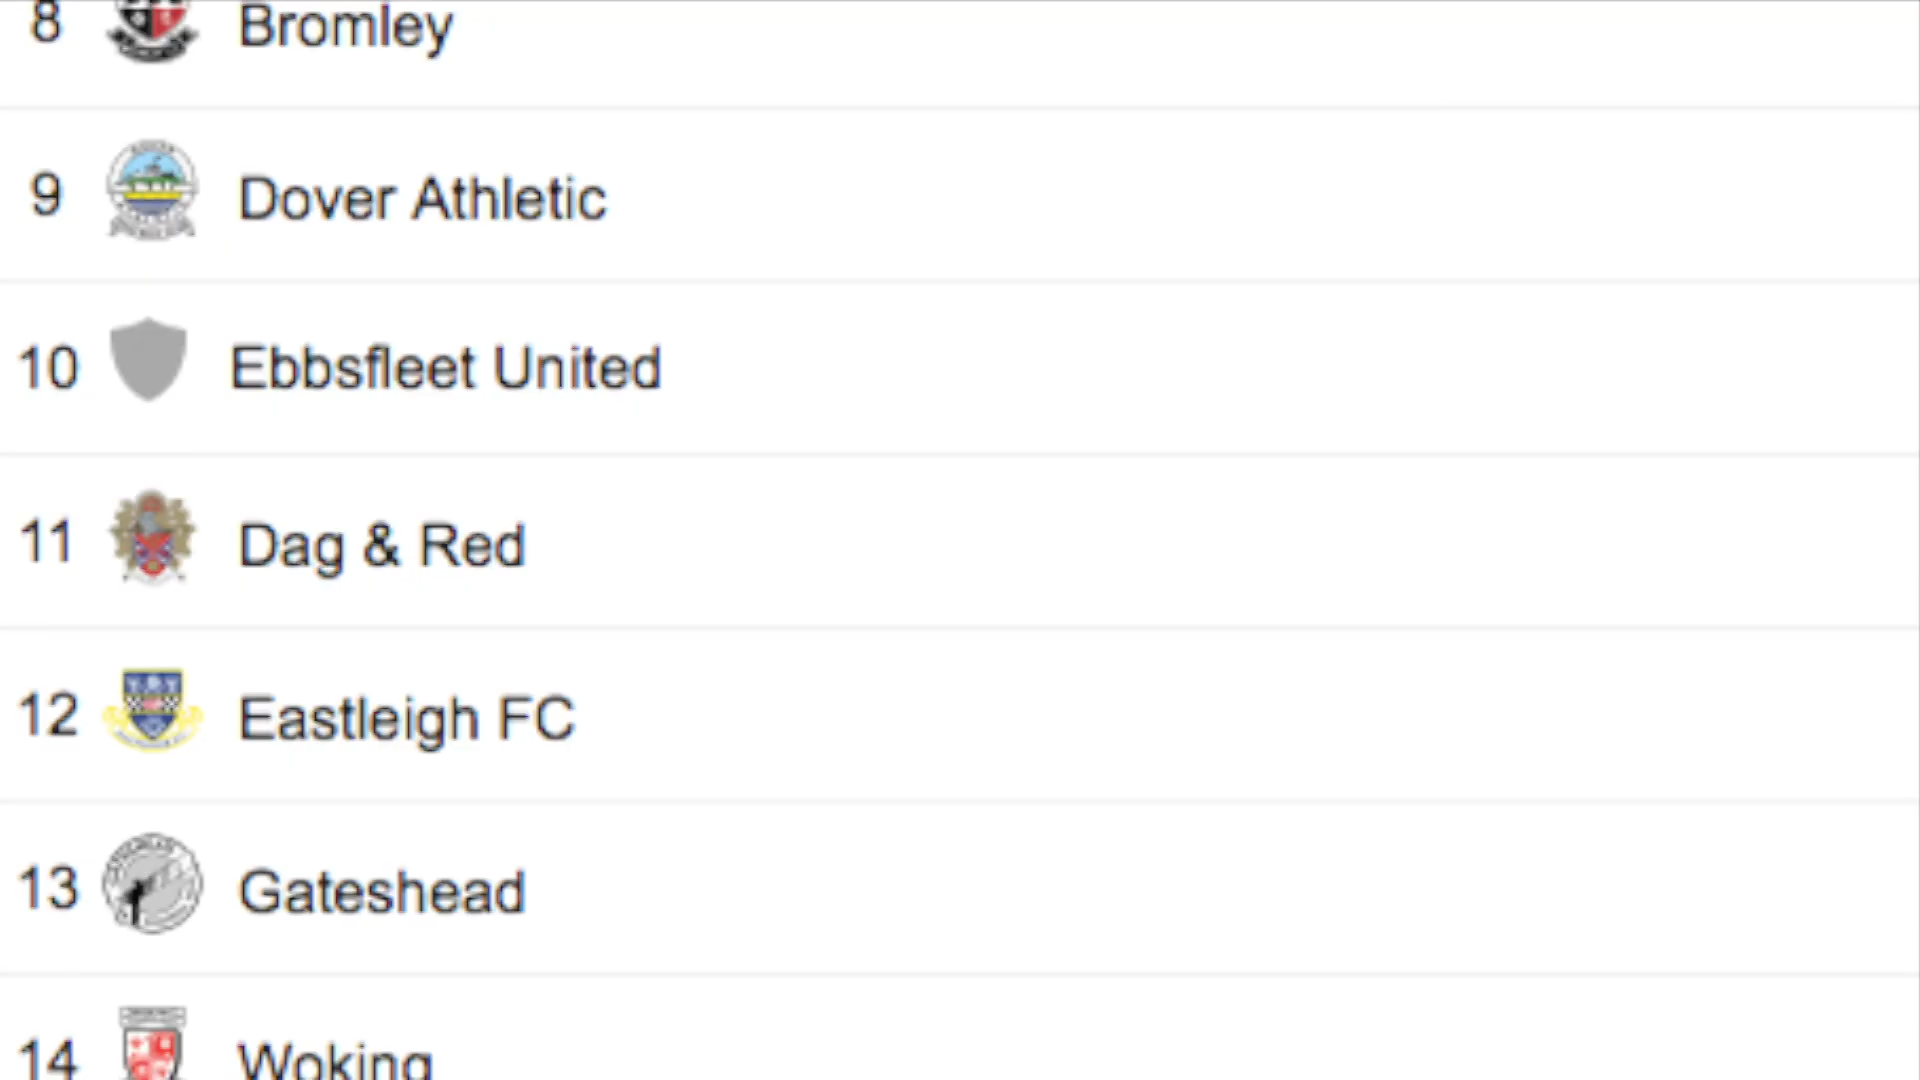 8 Bromley
9 Dover Athletic
10 Ebbsfleet United
11 Dag & Red
12 Eastleigh FC
13 Gateshead
14 Woking